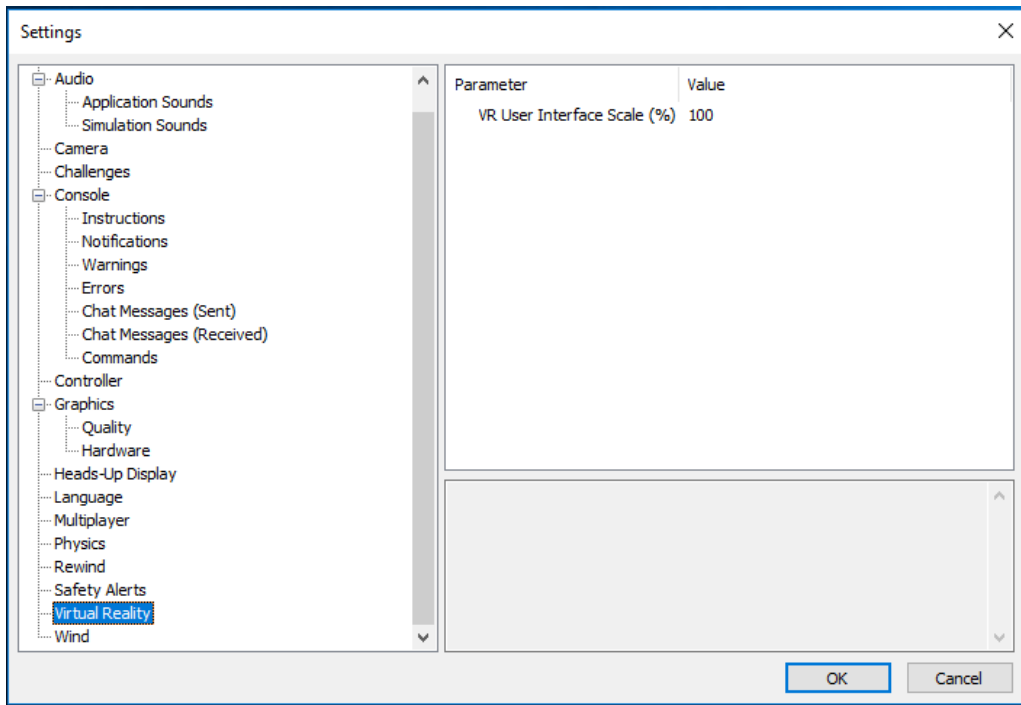 Settings
Audio
Application Sounds
Simulation Sounds
Camera
Challenges
Console
Instructions
Notifications
Warnings
Errors
Chat Messages (Sent)
Chat Messages (Received)
Commands
Controller
Graphics
Quality
Hardware
Heads-Up Display
Language
Multiplayer
Physics
Rewind
Safety Alerts
Virtual Reality
Wind
Parameter Value
VR User Interface Scale (%) 100
OK Cancel